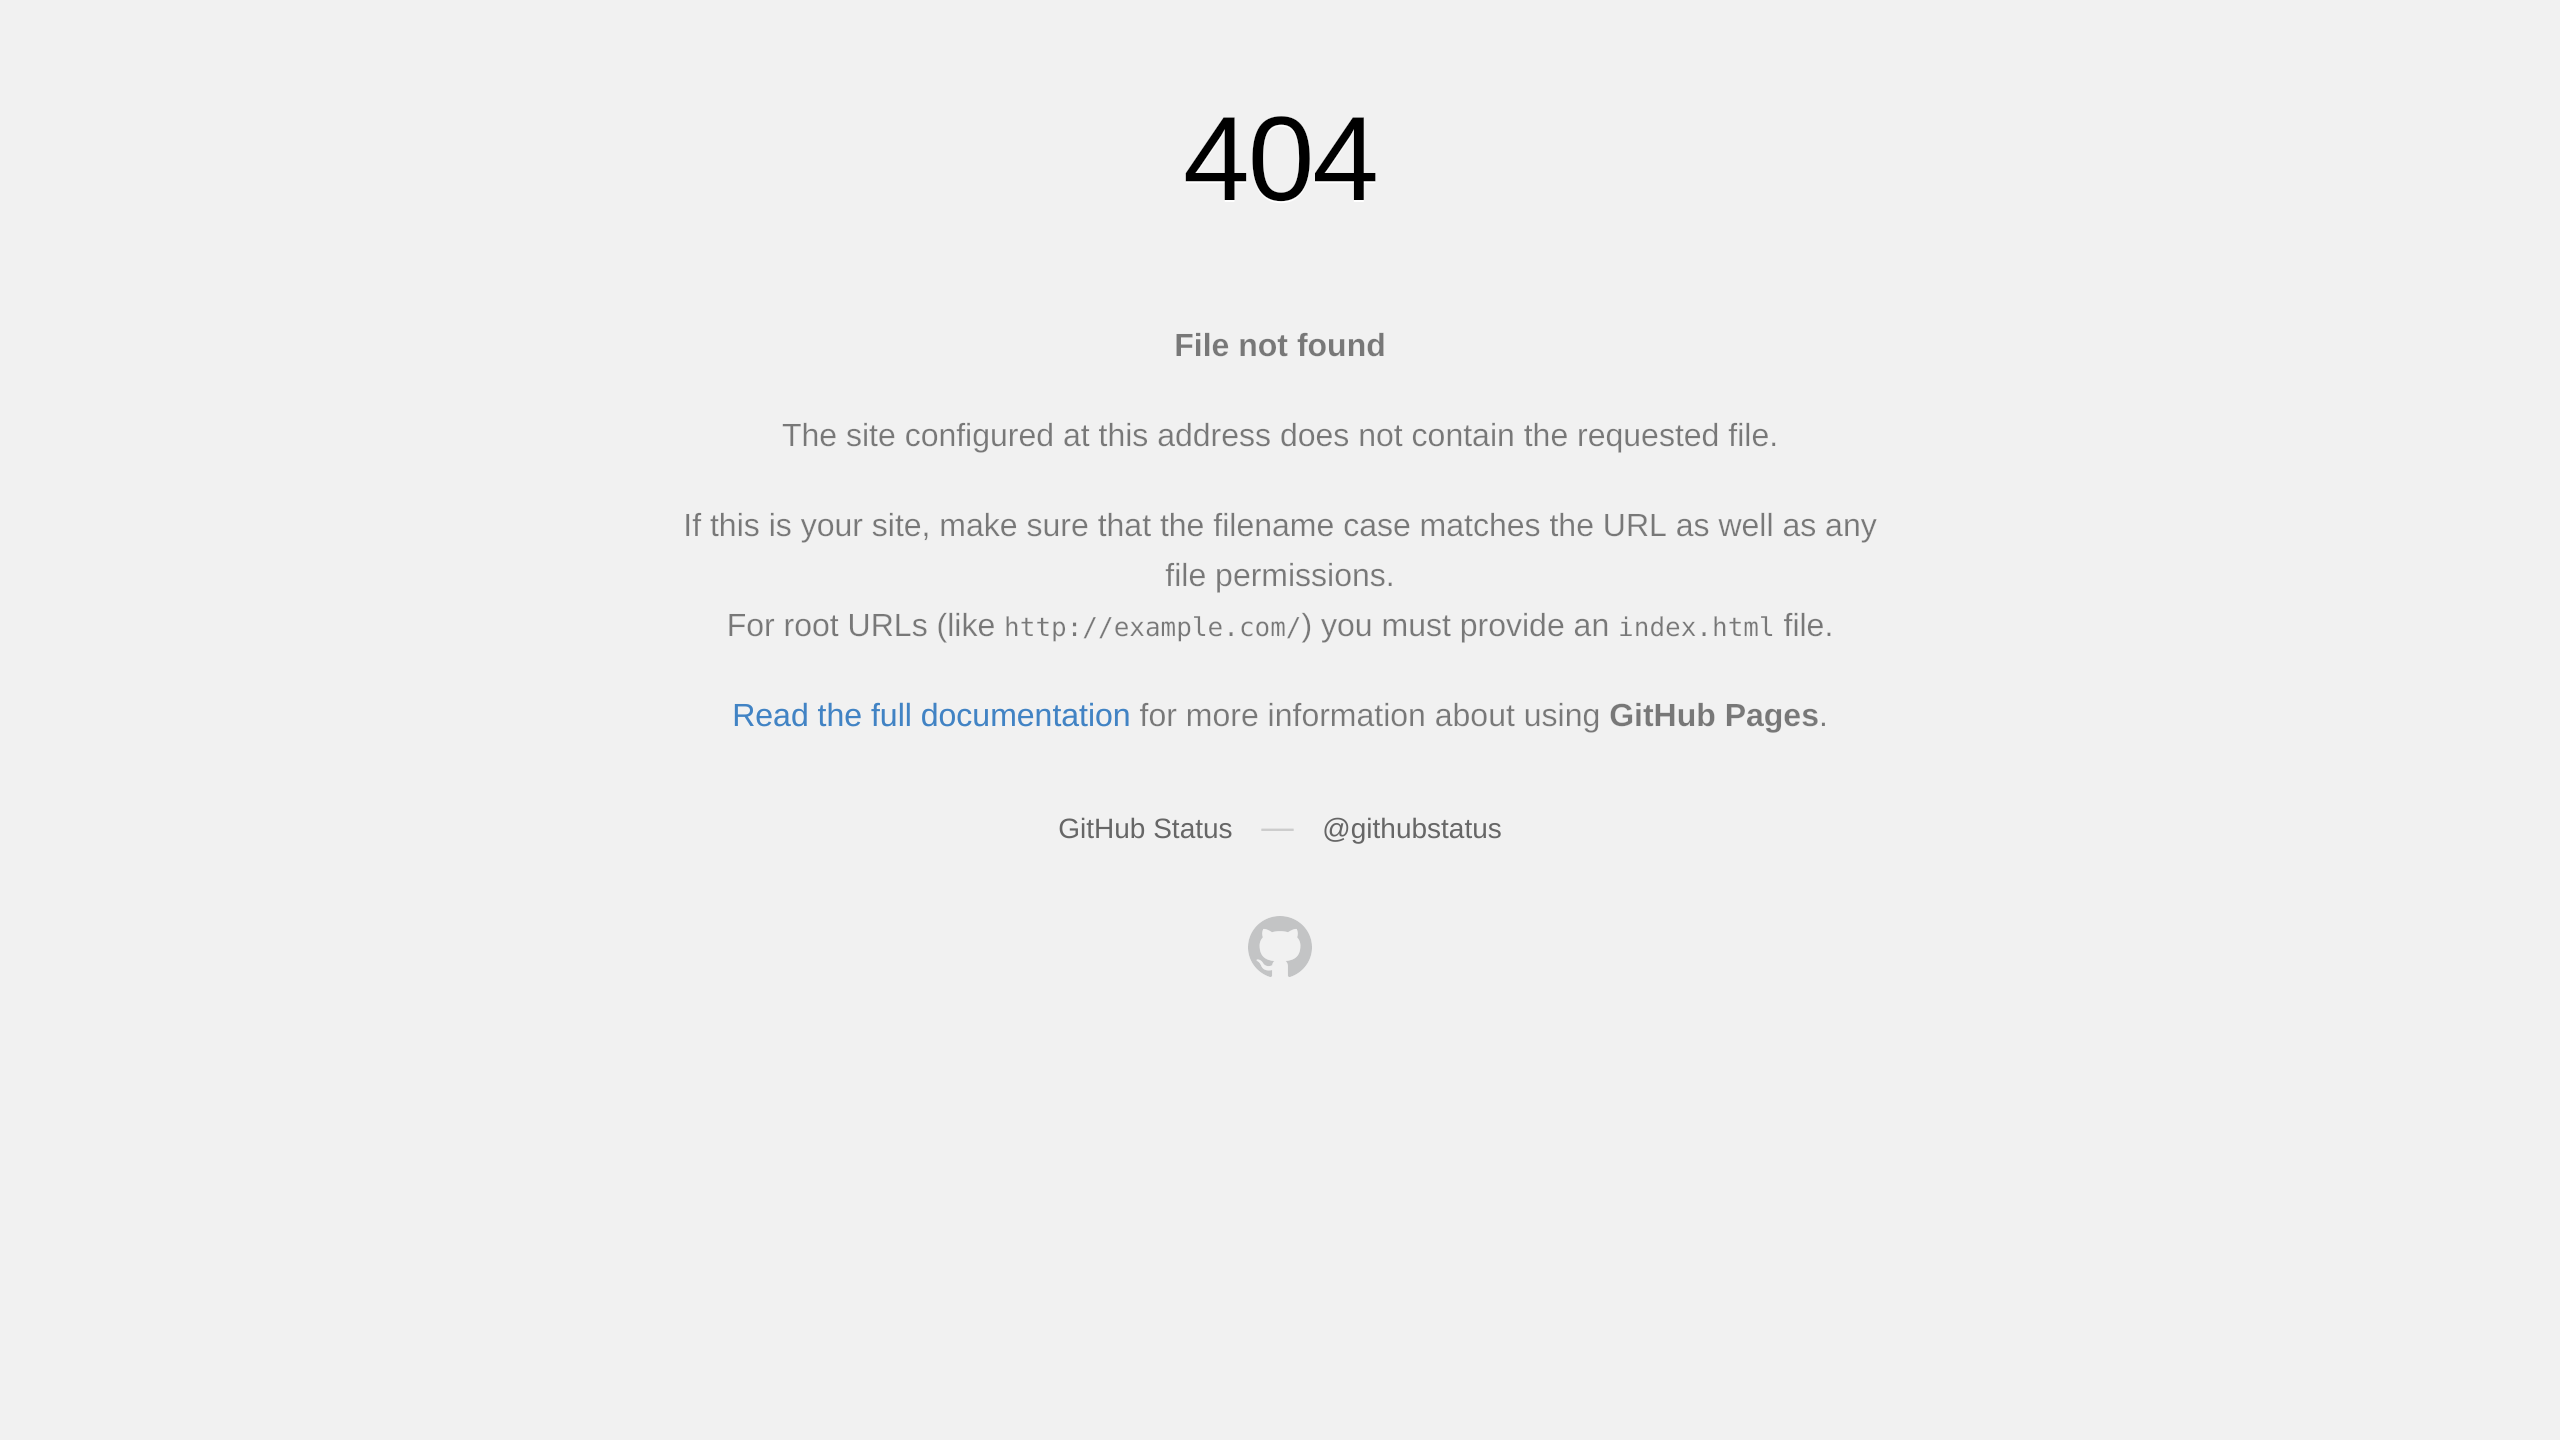 404
File not found
The site configured at this address does not contain the requested file.
If this is your site, make sure that the filename case matches the URL as well as any
file permissions.
For root URLs (like http://example.com/) you must provide an index.html file.
Read the full documentation for more information about using GitHub Pages.
GitHub Status — @githubstatus